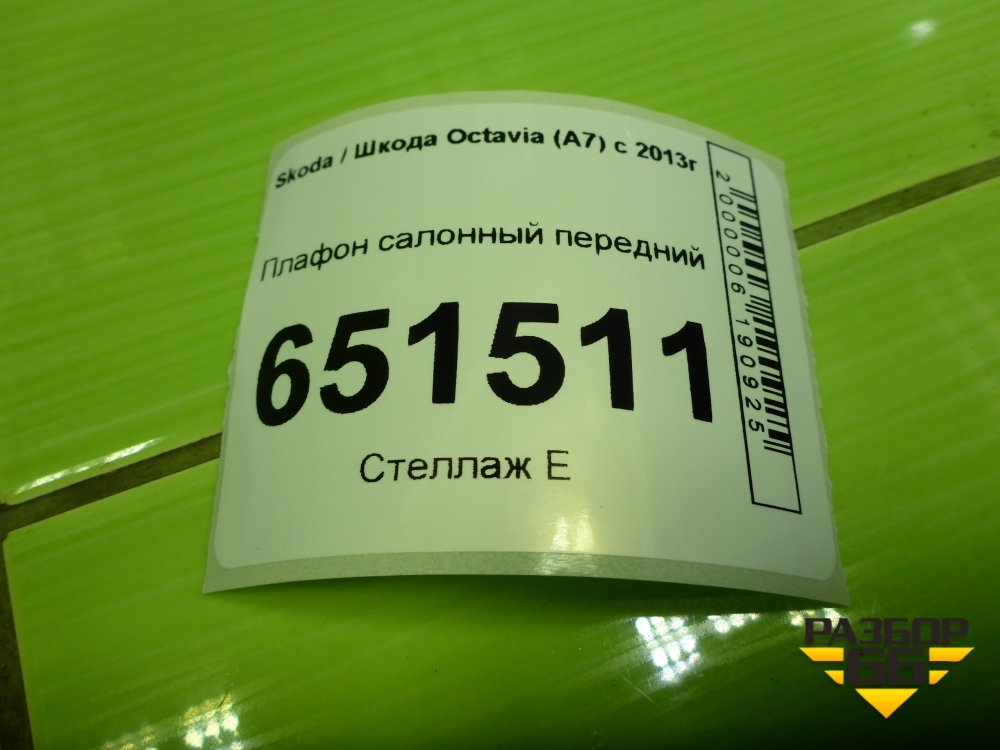 Skoda / Шкода Octavia (A7) с 2013г
Плафон салонный передний
651511
Стеллаж Е
2000006190925
РАЗБОР
66